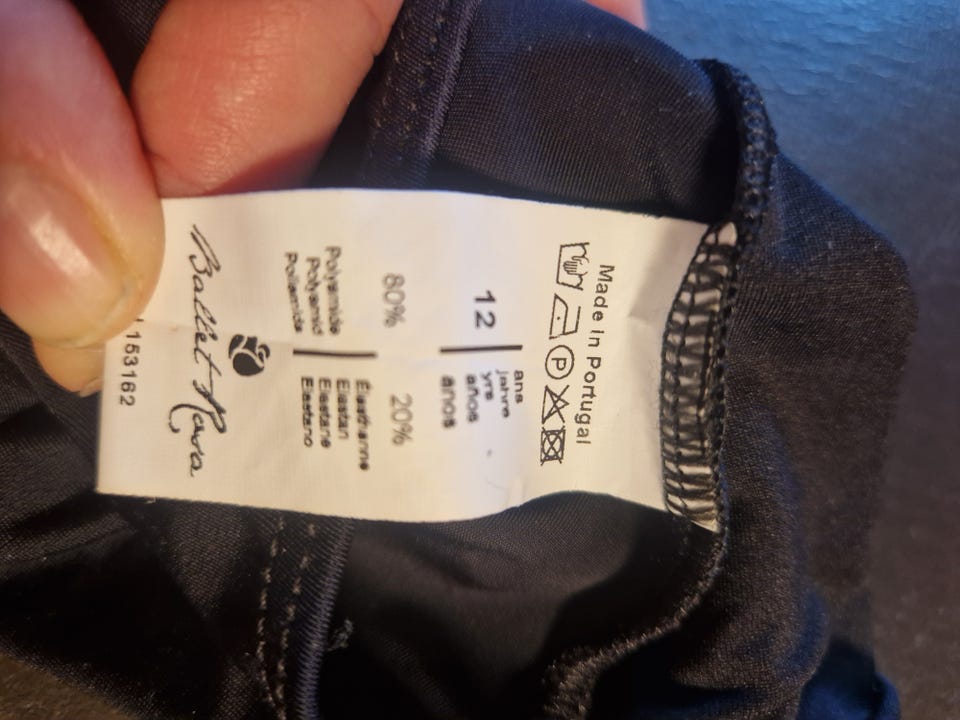 Made In Portugal
P
12
ans
jahre
yrs
años
anos
80%
20%
Polyamide
Polyamid
Poliamida
Élasthanne
Elastan
Elastane
Elastano
Ballet Rosa
153162